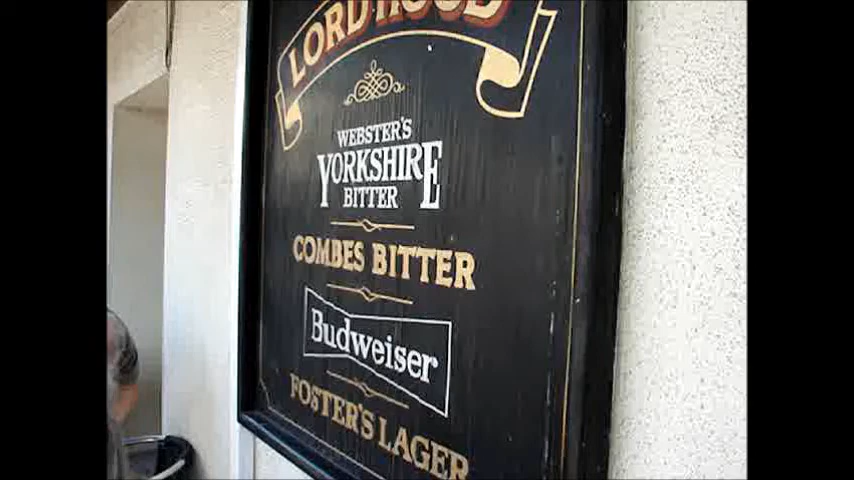 LORD HOOD
WEBSTER'S
YORKSHIRE
BITTER
COMBES BITTER
Budweiser
FOSTER'S LAGER